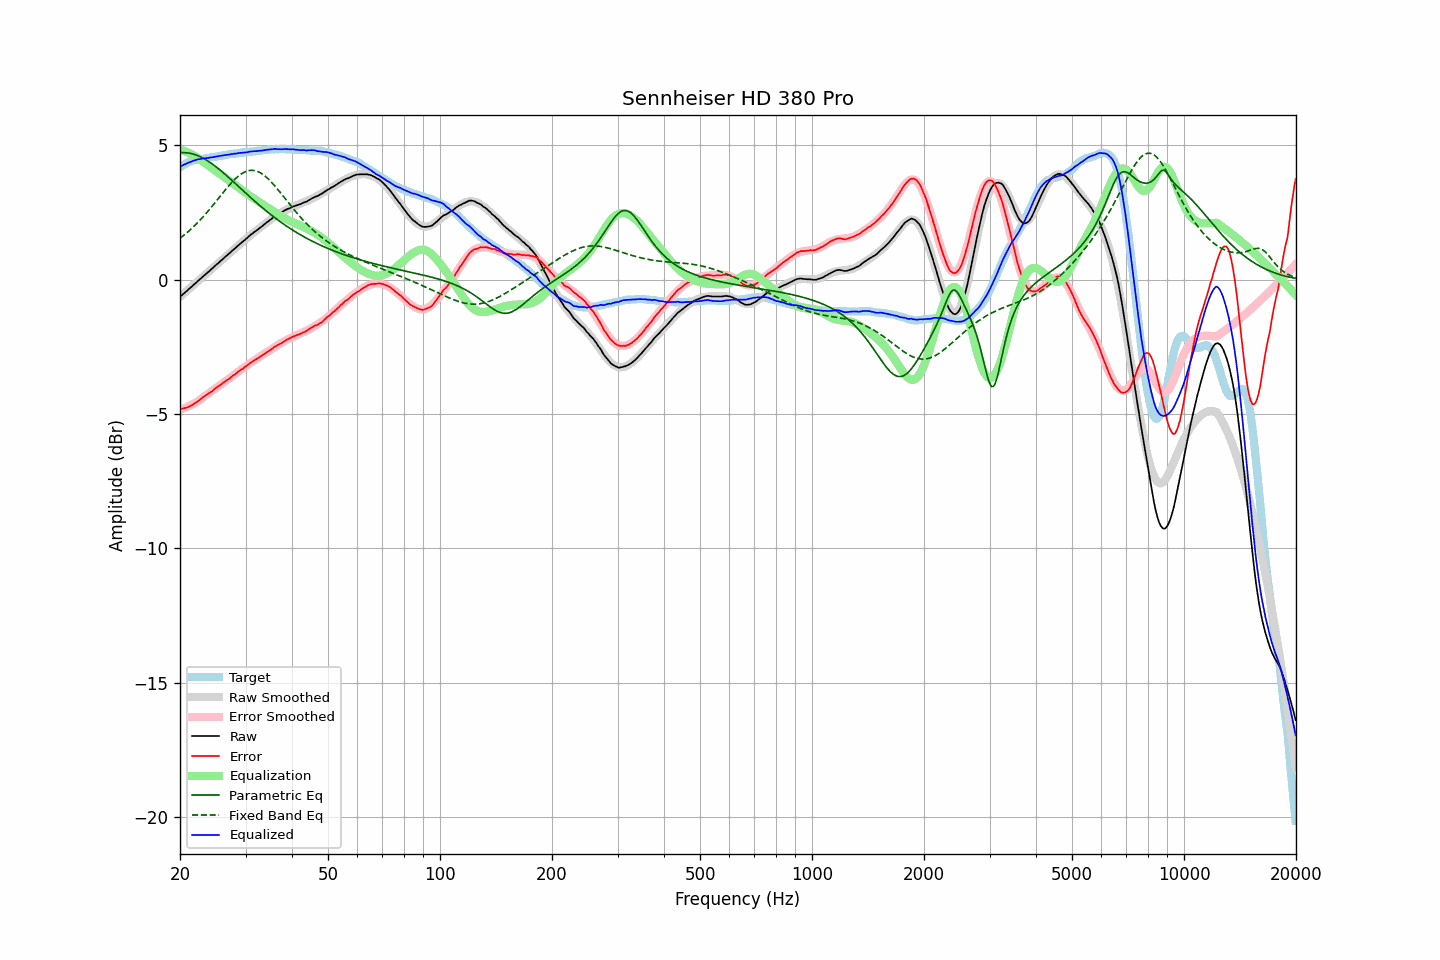 Sennheiser HD 380 Pro
Amplitude (dBr)
5
0
−5
−10
−15
−20
Target
Raw Smoothed
Error Smoothed
Raw
Error
Equalization
Parametric Eq
Fixed Band Eq
Equalized
20 50 100 200 500 1000 2000 5000 10000 20000
Frequency (Hz)